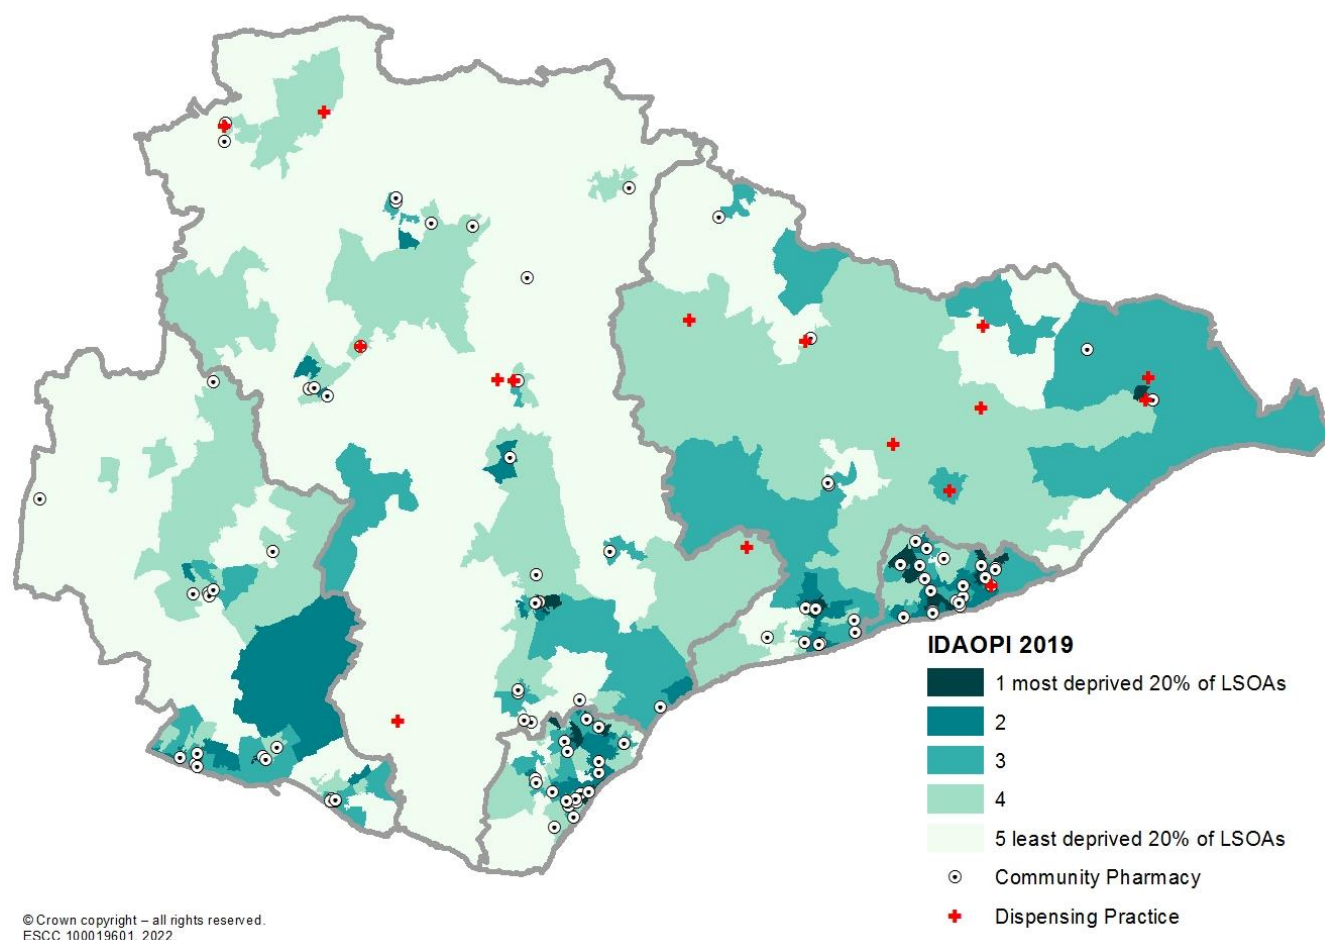 IDAOPI 2019
1 most deprived 20% of LSOAs
2
3
4
5 least deprived 20% of LSOAs
Community Pharmacy
Dispensing Practice
© Crown copyright – all rights reserved.
ESCC 100019601, 2022